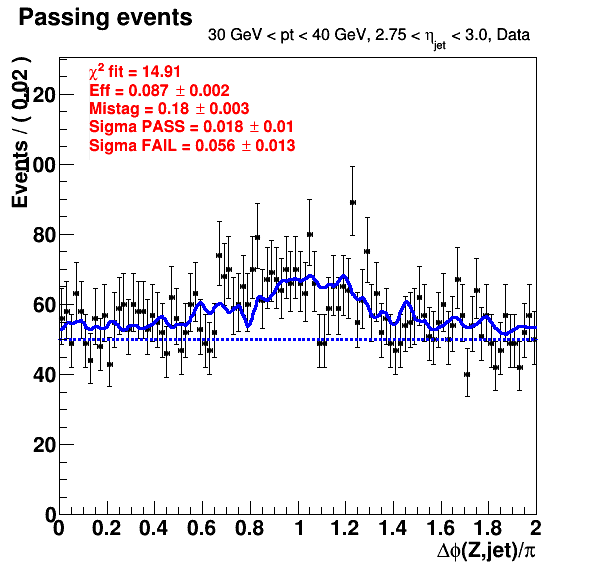 Passing events
30 GeV < pt < 40 GeV, 2.75 < ηjet < 3.0, Data
χ² fit = 14.91
Eff = 0.087 ± 0.002
Mistag = 0.18 ± 0.003
Sigma PASS = 0.018 ± 0.01
Sigma FAIL = 0.056 ± 0.013
Events / ( 0.02 )
120
100
80
60
40
20
0
0 0.2 0.4 0.6 0.8 1 1.2 1.4 1.6 1.8 2
Δϕ(Z,jet)/π